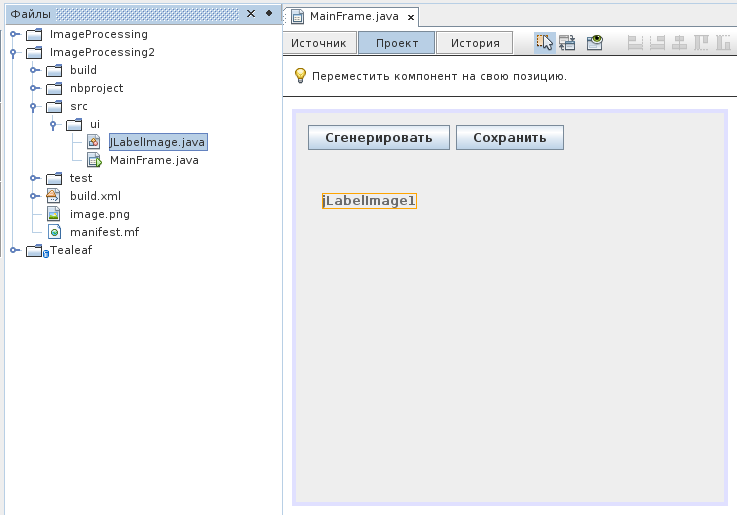 Файлы
ImageProcessing
ImageProcessing2
build
nbproject
src
ui
JLabelImage.java
MainFrame.java
test
build.xml
image.png
manifest.mf
Tealeaf
MainFrame.java
Источник Проект История
Переместить компонент на свою позицию.
Сгенерировать Сохранить
jLabelImage1